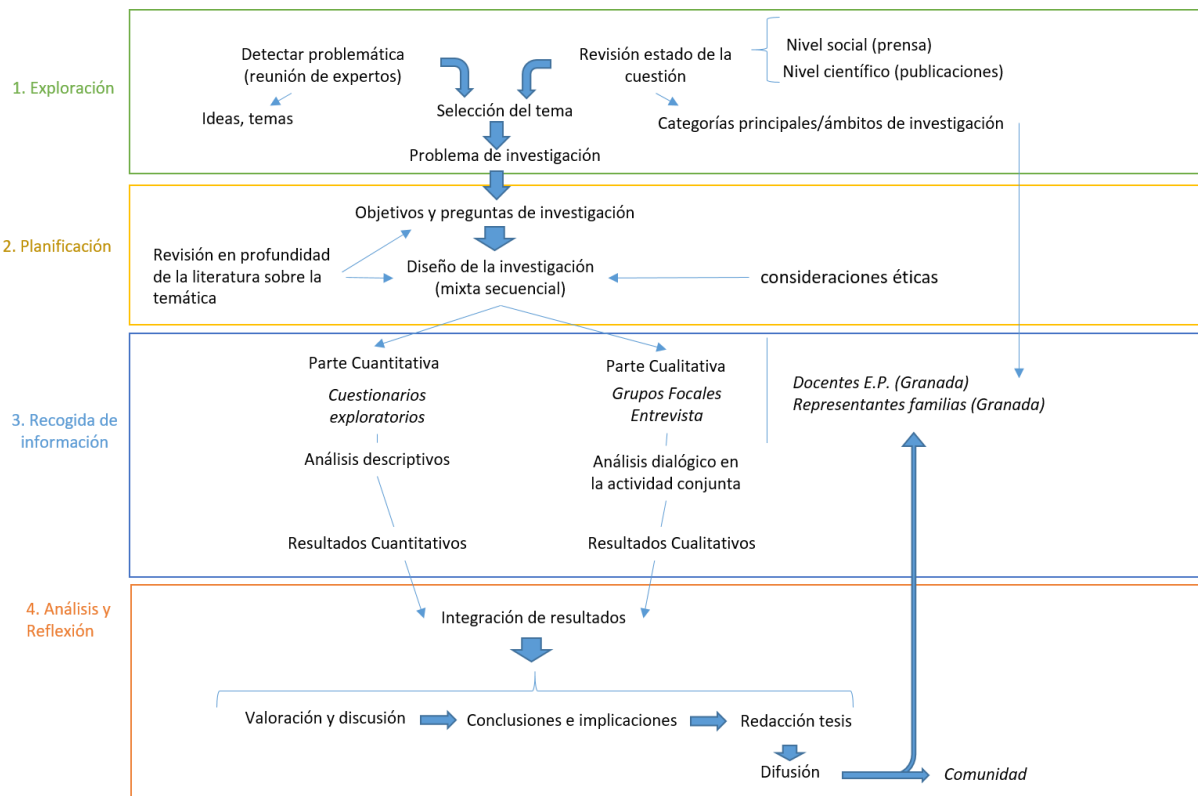 1. Exploración
Detectar problemática
(reunión de expertos)
Ideas, temas
Revisión estado de la
cuestión
Nivel social (prensa)
Nivel científico (publicaciones)
Selección del tema
Categorías principales/ámbitos de investigación
Problema de investigación
2. Planificación
Objetivos y preguntas de investigación
Revisión en profundidad
de la literatura sobre la
temática
Diseño de la investigación
(mixta secuencial)
consideraciones éticas
3. Recogida de
información
Parte Cuantitativa
Cuestionarios
exploratorios
Análisis descriptivos
Resultados Cuantitativos
Parte Cualitativa
Grupos Focales
Entrevista
Análisis dialógico en
la actividad conjunta
Resultados Cualitativos
Docentes E.P. (Granada)
Representantes familias (Granada)
4. Análisis y
Reflexión
Integración de resultados
Valoración y discusión
Conclusiones e implicaciones
Redacción tesis
Difusión
Comunidad